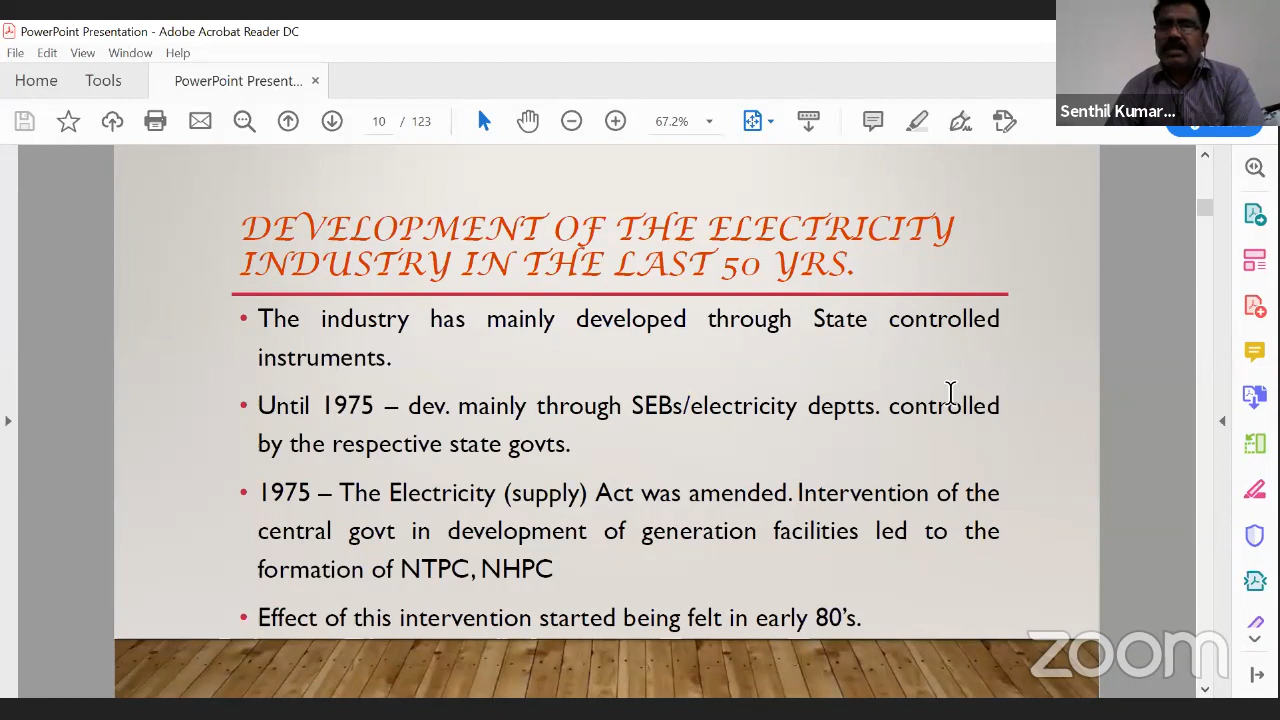 PowerPoint Presentation - Adobe Acrobat Reader DC
File Edit View Window Help
Home Tools PowerPoint Present... ×
10 / 123 67.2%
Senthil Kumar...
DEVELOPMENT OF THE ELECTRICITY
INDUSTRY IN THE LAST 50 YRS.
• The industry has mainly developed through State controlled
instruments.
• Until 1975 – dev. mainly through SEBs/electricity deptts. controlled
by the respective state govts.
• 1975 – The Electricity (supply) Act was amended. Intervention of the
central govt in development of generation facilities led to the
formation of NTPC, NHPC
• Effect of this intervention started being felt in early 80's.
zoom